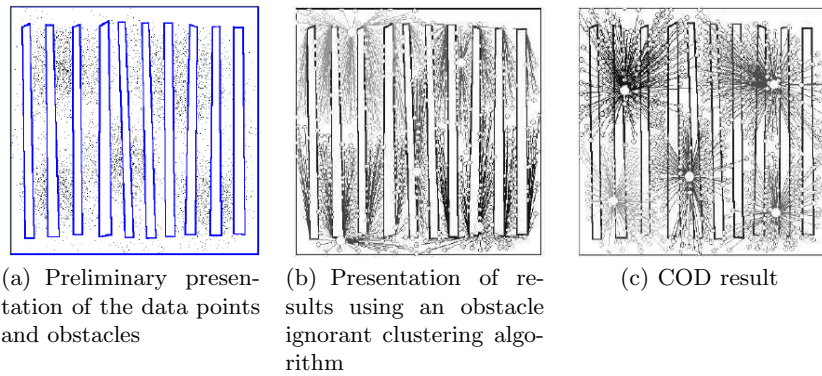 (a) Preliminary presen-
tation of the data points
and obstacles
(b) Presentation of re-
sults using an obstacle
ignorant clustering algo-
rithm
(c) COD result